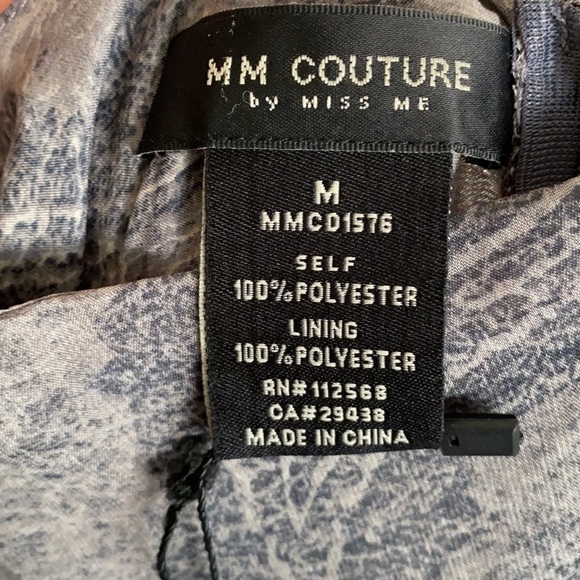 MM COUTURE
by MISS ME
M
MMCD1576
SELF
100%POLYESTER
LINING
100%POLYESTER
RN#112568
CA#29438
MADE IN CHINA